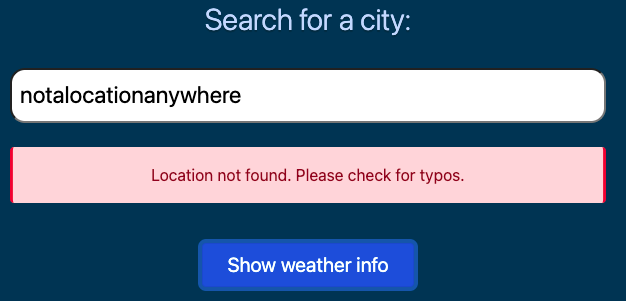 Search for a city:
notalocationanywhere
Location not found. Please check for typos.
Show weather info